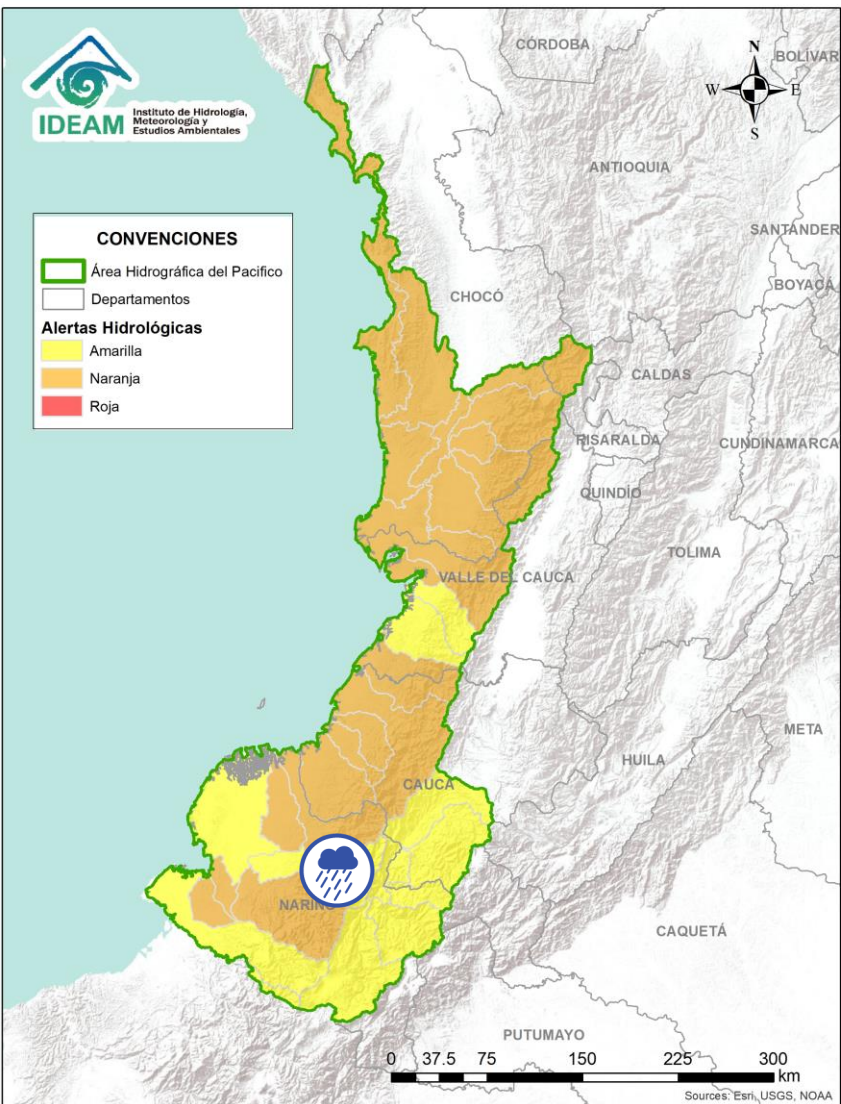 IDEAM
Instituto de Hidrología,
Meteorología y
Estudios Ambientales
CÓRDOBA
BOLÍVAR
N
W
E
S
ANTIOQUIA
SANTANDER
BOYACÁ
CONVENCIONES
Área Hidrográfica del Pacifico
Departamentos
Alertas Hidrológicas
Amarilla
Naranja
Roja
CHOCÓ
CALDAS
RISARALDA
CUNDINAMARCA
QUINDÍO
TOLIMA
VALLE DEL CAUCA
META
HUILA
CAUCA
NARIÑO
CAQUETÁ
PUTUMAYO
0 37.5 75 150 225 300
km
Sources: Esri, USGS, NOAA